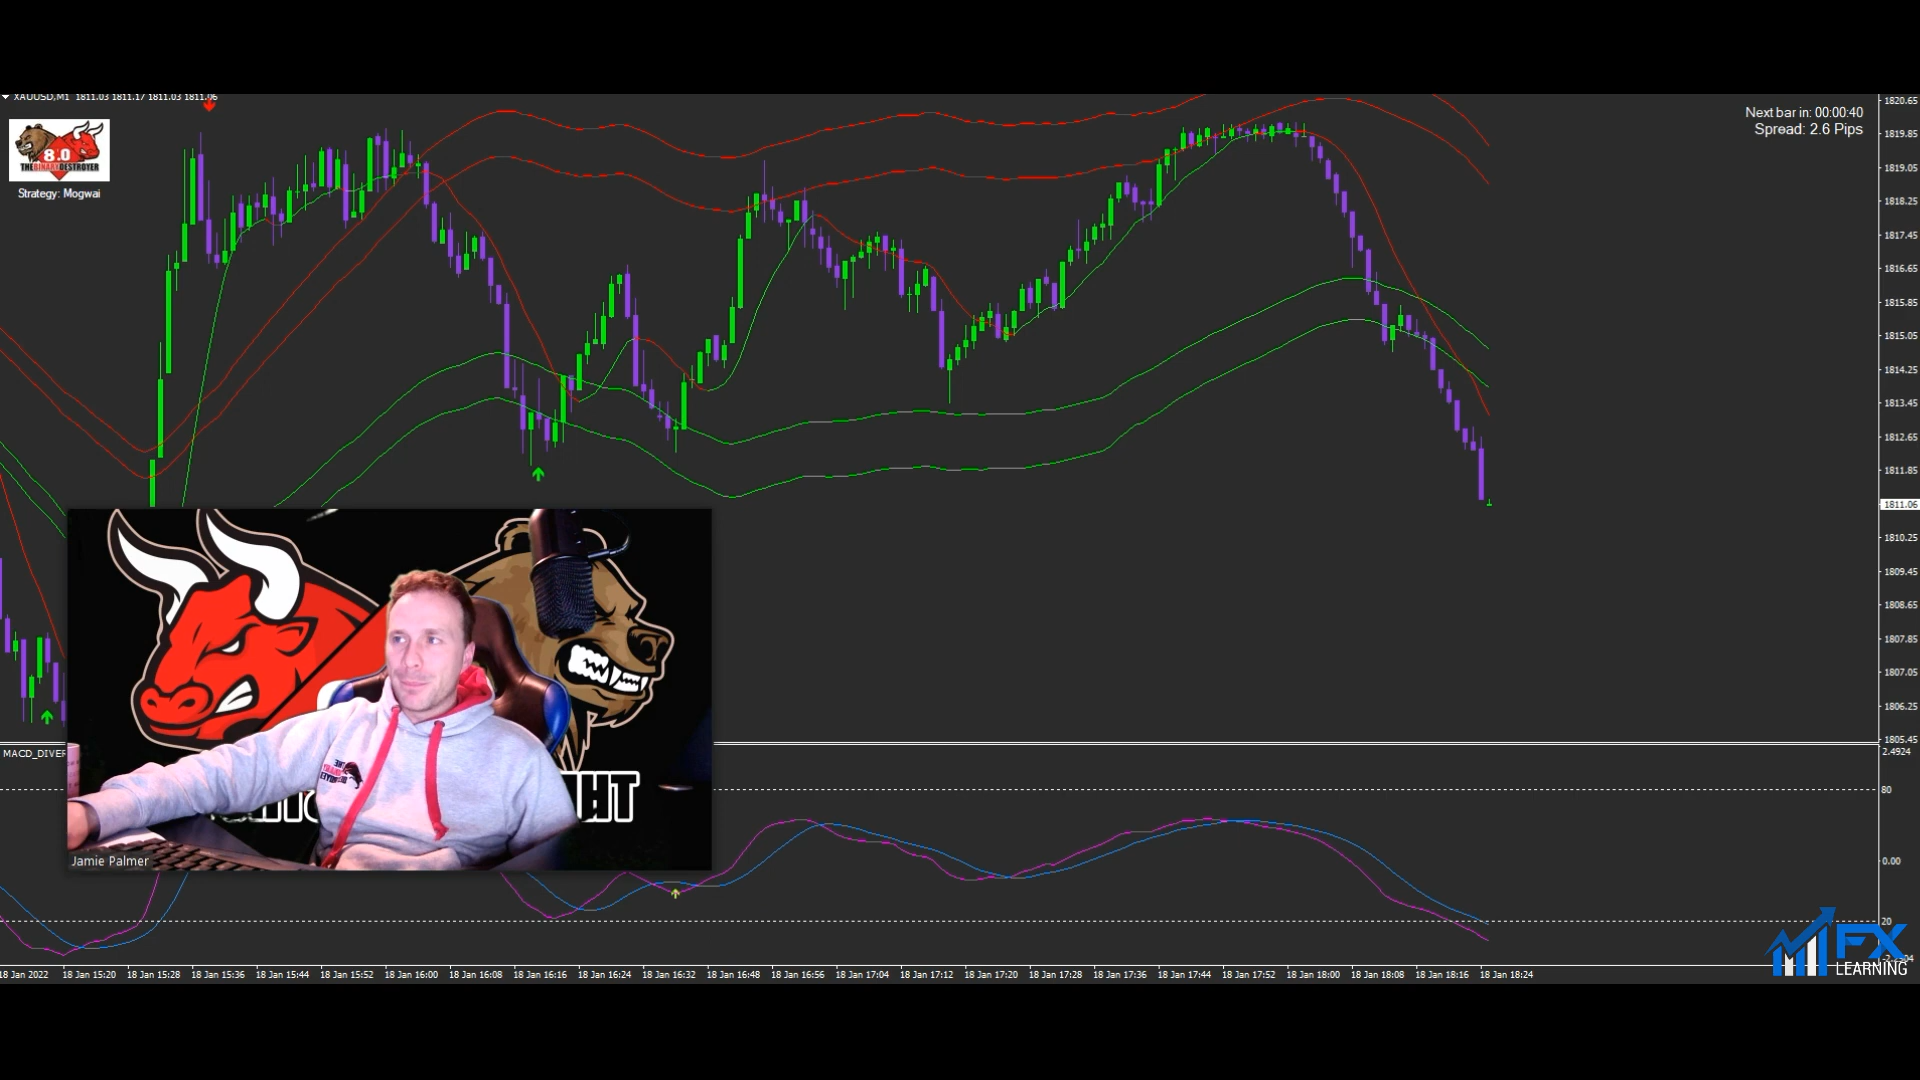 XAUUSD,M1 1811.03 1811.17 1811.03 1811.06
Next bar in: 00:00:40
Spread: 2.6 Pips
8.0
THE BINARY DESTROYER
Strategy: Mogwai
1820.65
1819.85
1819.05
1818.25
1817.45
1816.65
1815.85
1815.05
1814.25
1813.45
1812.65
1811.85
1811.06
1810.25
1809.45
1808.65
1807.85
1807.05
1806.25
1805.45
MACD_DIVER
2.4924
80
0.00
20
Jamie Palmer
FX
LEARNING
18 Jan 2022
18 Jan 15:20
18 Jan 15:28
18 Jan 15:36
18 Jan 15:44
18 Jan 15:52
18 Jan 16:00
18 Jan 16:08
18 Jan 16:16
18 Jan 16:24
18 Jan 16:32
18 Jan 16:48
18 Jan 16:56
18 Jan 17:04
18 Jan 17:12
18 Jan 17:20
18 Jan 17:28
18 Jan 17:36
18 Jan 17:44
18 Jan 17:52
18 Jan 18:00
18 Jan 18:08
18 Jan 18:16
18 Jan 18:24